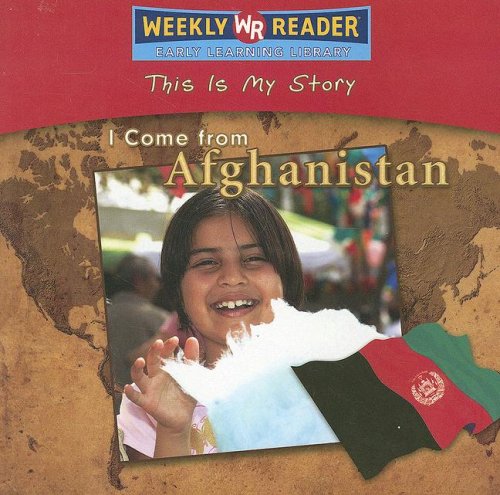 WEEKLY WR READER
EARLY LEARNING LIBRARY
This Is My Story
I Come from
Afghanistan